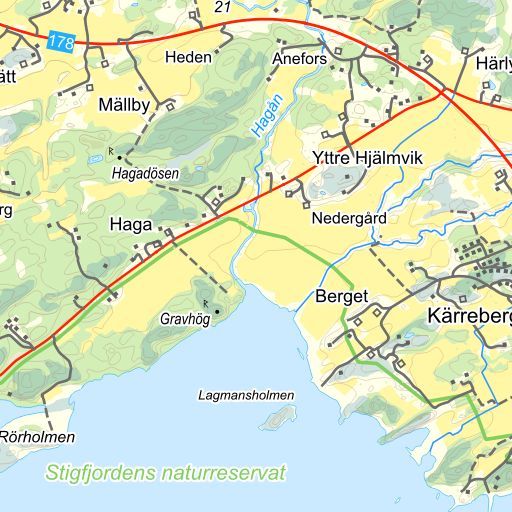 21
178
Heden
Anefors
Härly
ätt
Mällby
Hagån
Hagadösen
Yttre Hjälmvik
rg
Haga
Nedergård
Berget
Gravhög
Kärreberg
Lagmansholmen
Rörholmen
Stigfjordens naturreservat